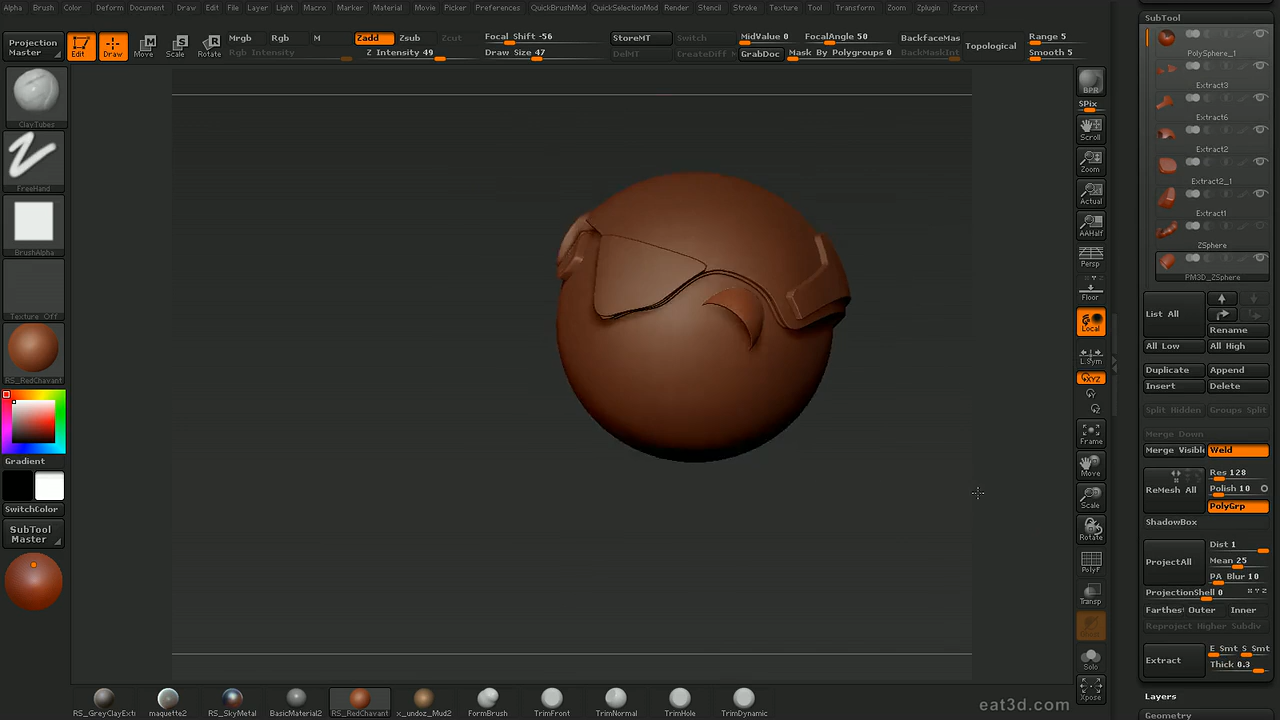 Alpha Brush Color Deform Document Draw Edit File Layer Light Macro Marker Material Movie Picker Preferences QuickBrushMod QuickSelectionMod Render Stencil Stroke Texture Tool Transform Zoom Zplugin Zscript
Projection Master
Edit
Draw
Move
Scale
Rotate
Mrgb Rgb M
Rgb Intensity
Zadd Zsub Zcut
Z Intensity 49
Focal Shift -56
Draw Size 47
StoreMT Switch
DelMT CreateDiff
MidValue 0 FocalAngle 50 BackfaceMas
GrabDoc Mask By Polygroups 0 BackMaskInt
Topological
Range 5
Smooth 5
ClayTubes
FreeHand
BrushAlpha
Texture Off
RS_RedChavant
Gradient
SwitchColor
SubTool
Master
BPR
SPix
Scroll
Zoom
Actual
AAHalf
Persp
Floor
Local
L.Sym
XYZ
Frame
Move
Scale
Rotate
PolyF
Transp
Ghost
Solo
Xpose
SubTool
PolySphere_1
Extract3
Extract6
Extract2
Extract2_1
Extract1
ZSphere
PM3D_ZSphere
List All
Rename
All Low All High
Duplicate Append
Insert Delete
Split Hidden Groups Split
Merge Down
Merge Visible Weld
ReMesh All
Res 128
Polish 10
PolyGrp
ShadowBox
ProjectAll
Dist 1
Mean 25
PA Blur 10
ProjectionShell 0
Farthest Outer Inner
Reproject Higher Subdiv
Extract
E Smt S Smt
Thick 0.3
Layers
Geometry
RS_GreyClayExt
maquette2
RS_SkyMetal
BasicMaterial2
RS_RedChavant
x_undoz_Mud2
FormBrush
TrimFront
TrimNormal
TrimHole
TrimDynamic
eat3d.com